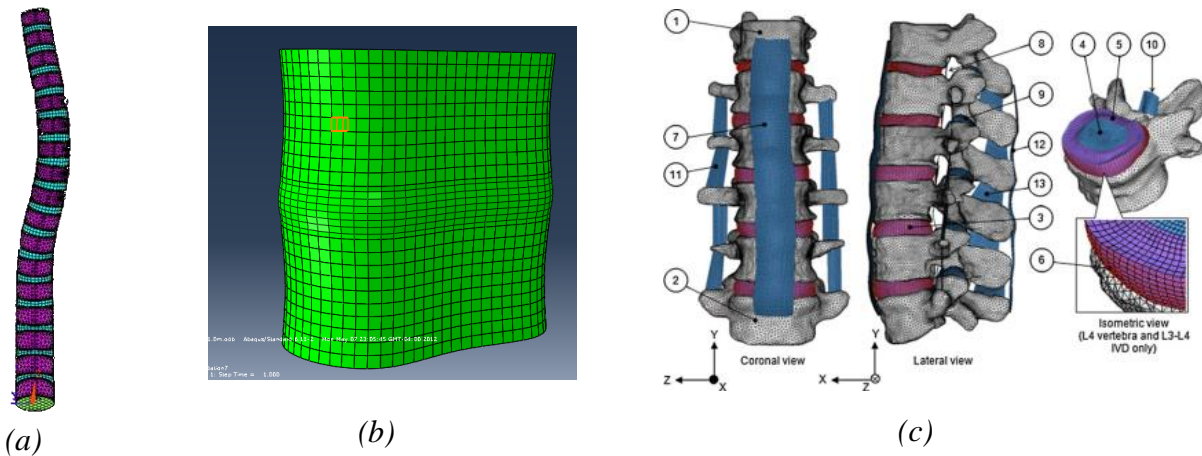 1
2
3
4
5
6
7
8
9
10
11
12
13
Y
Z
X
Coronal view
Y
X
Z
Lateral view
Isometric view
(L4 vertebra and L3-L4
IVD only)
1: Step Time = 1.000
(a)
(b)
(c)